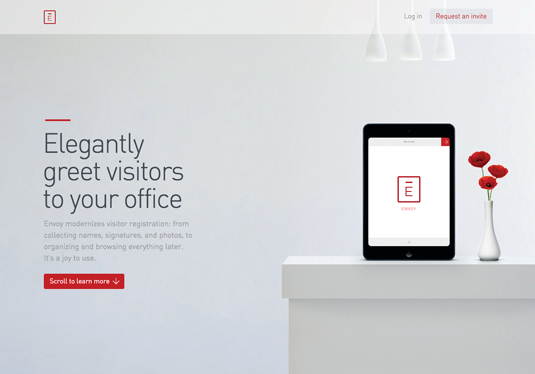 E
Log in
Request an invite
Elegantly
greet visitors
to your office
Envoy modernizes visitor registration: from
collecting names, signatures, and photos, to
organizing and browsing everything later.
It's a joy to use.
Scroll to learn more
E
ENVOY